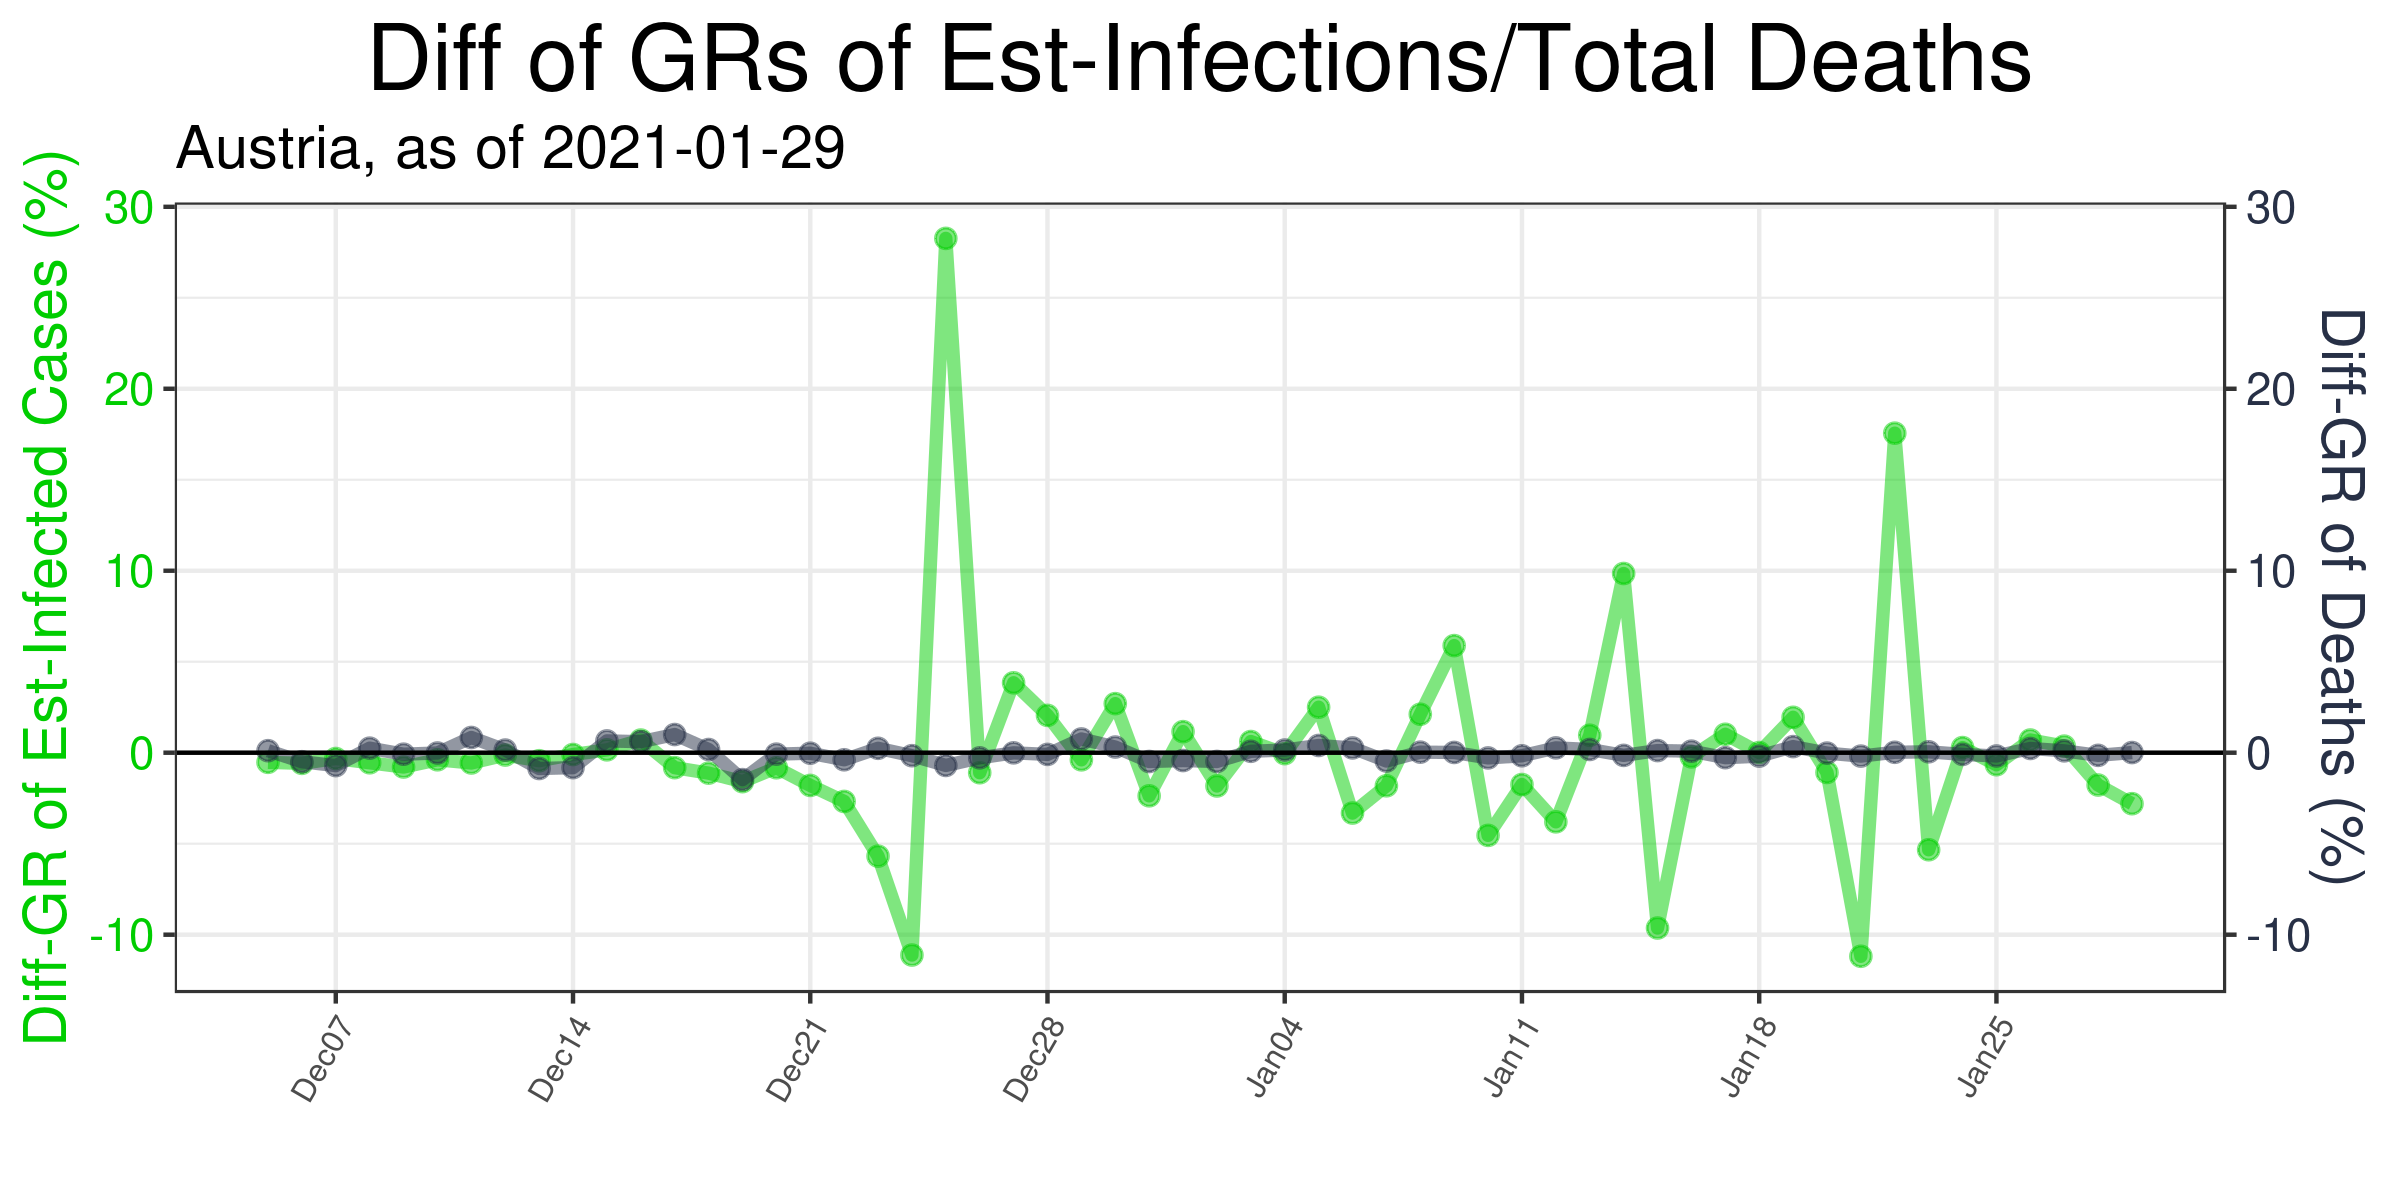 Diff of GRs of Est-Infections/Total Deaths
Austria, as of 2021-01-29
Diff-GR of Est-Infected Cases (%)
30
20
10
0
-10
30
20
10
0
-10
Diff-GR of Deaths (%)
Dec07
Dec14
Dec21
Dec28
Jan04
Jan11
Jan18
Jan25